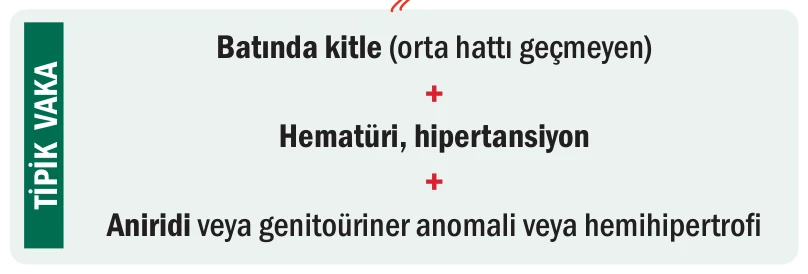 TİPİK VAKA
Batında kitle (orta hattı geçmeyen)
+
Hematüri, hipertansiyon
+
Aniridi veya genitoüriner anomali veya hemihipertrofi